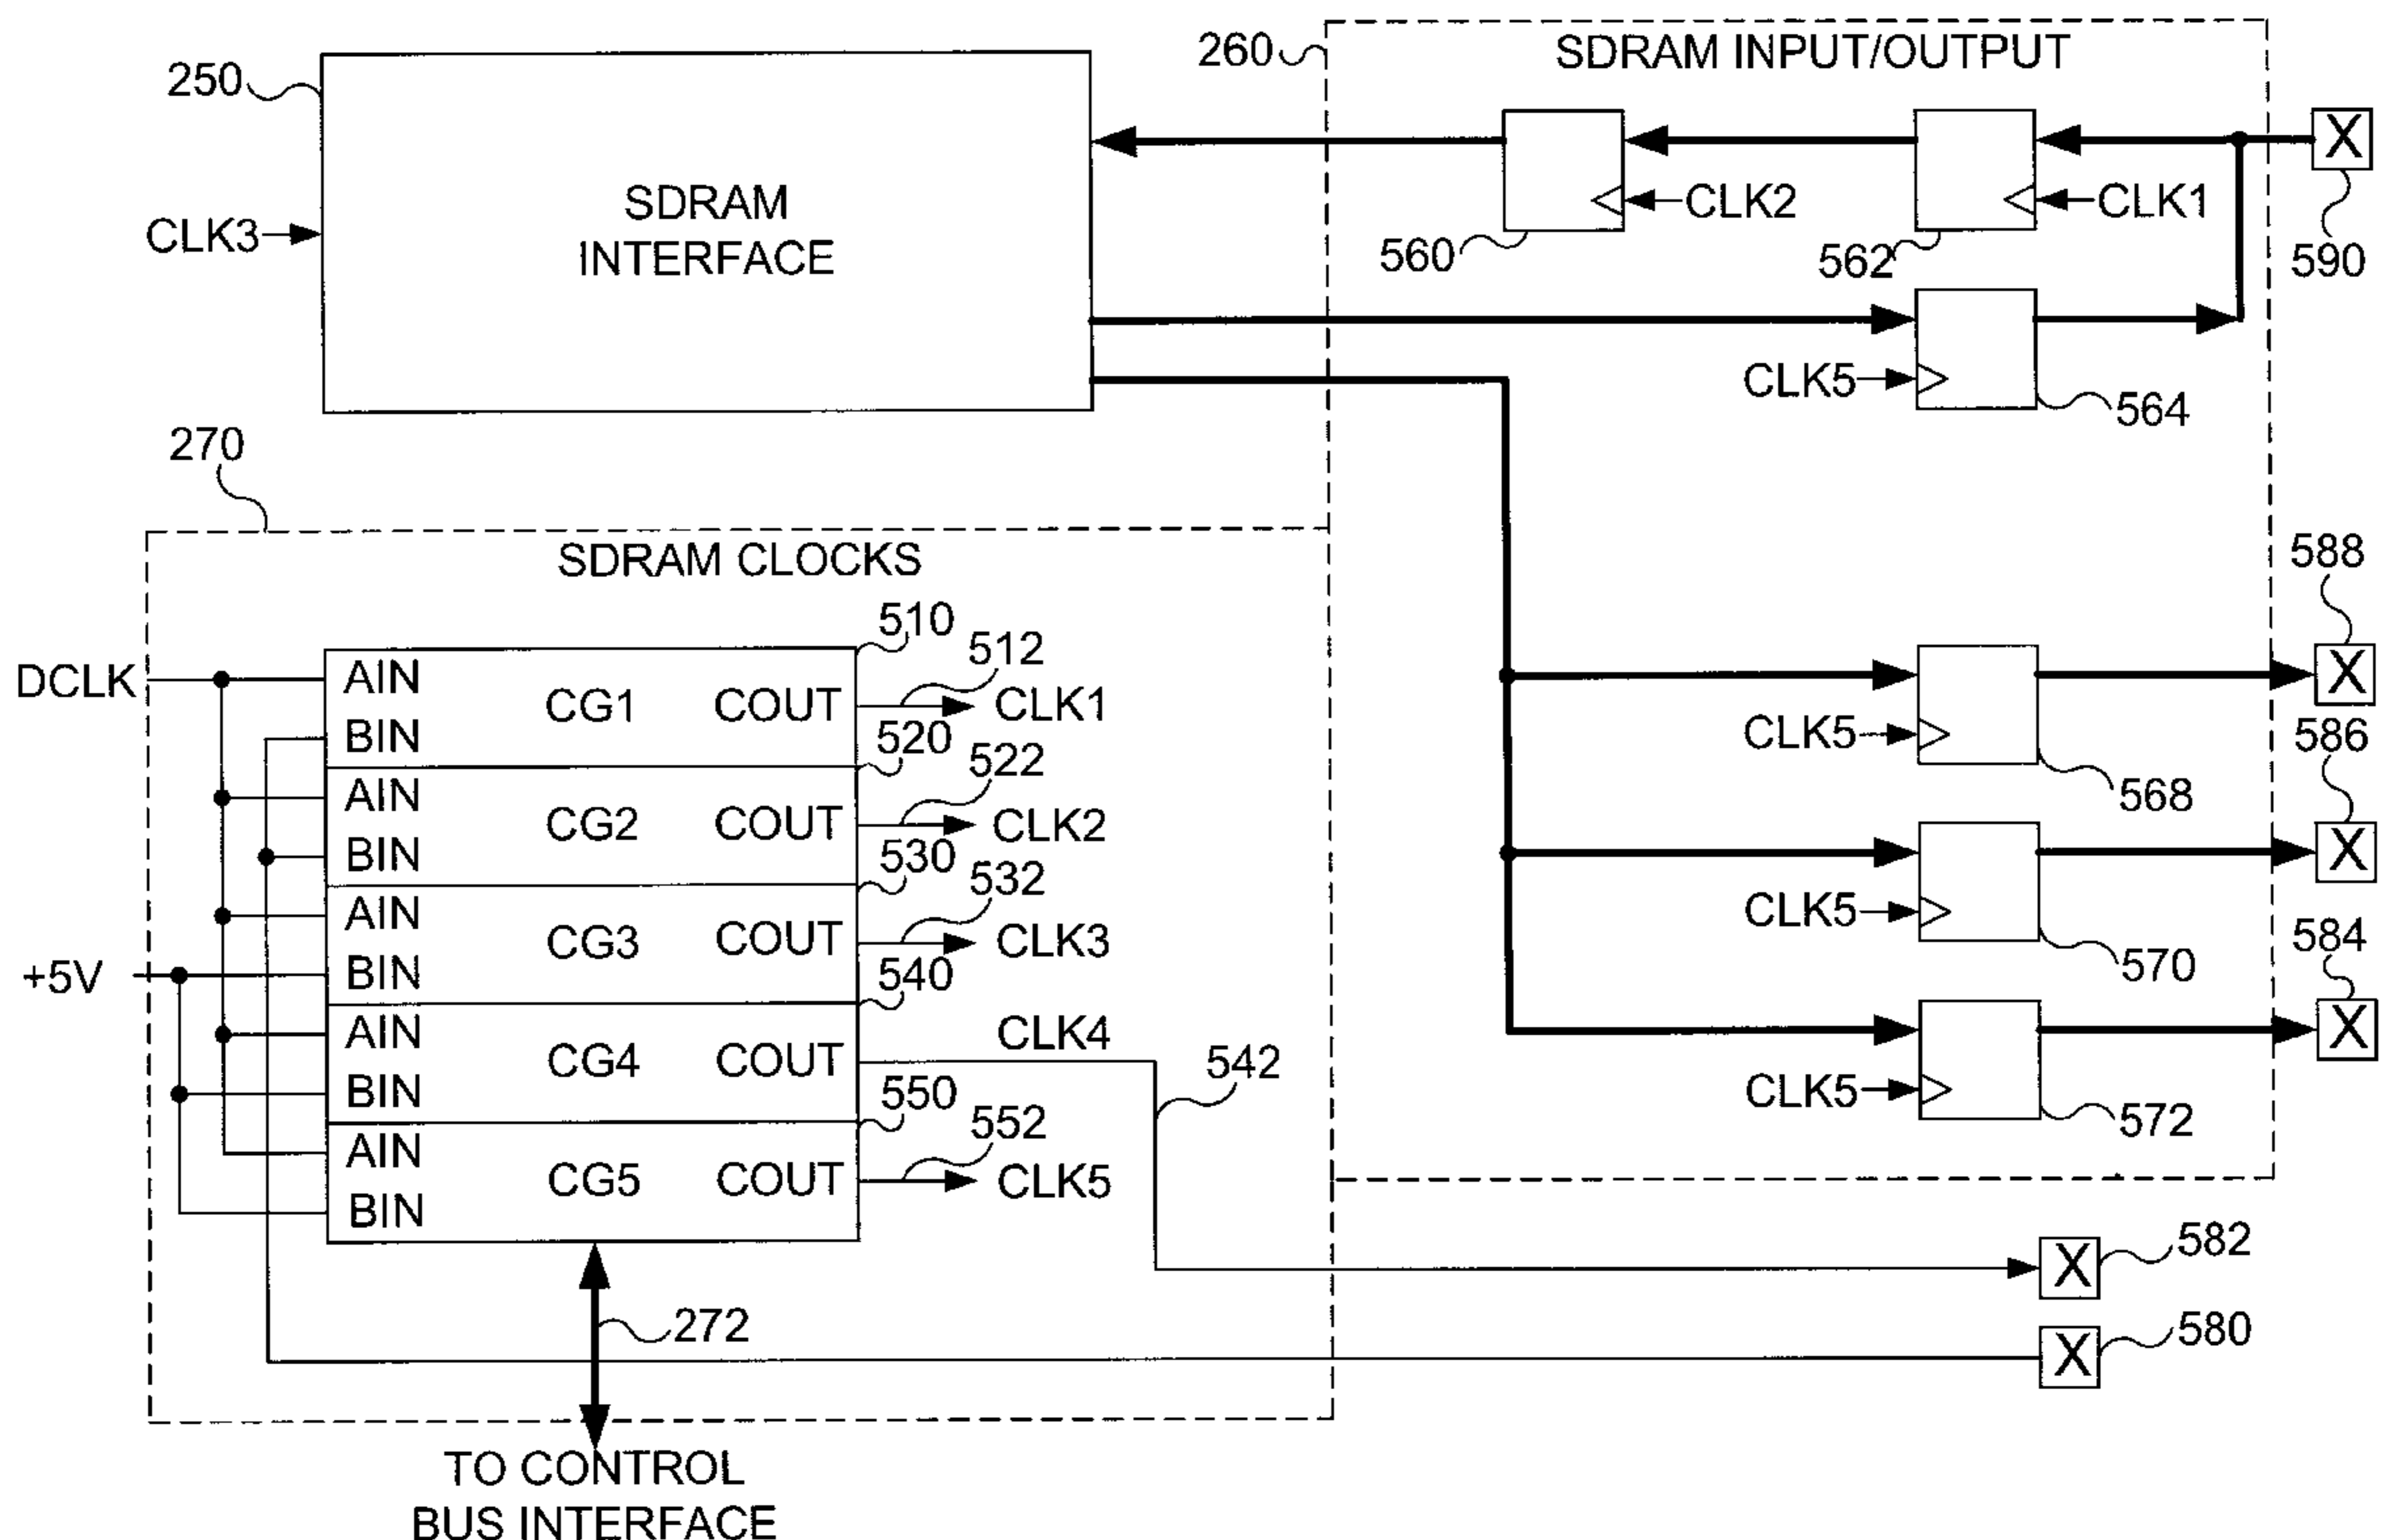 260
SDRAM INPUT/OUTPUT
250
SDRAM
INTERFACE
CLK3
CLK2
CLK1
X
560
562
590
CLK5
564
270
SDRAM CLOCKS
588
510
512
DCLK
AIN
BIN
CG1
COUT
CLK1
X
CLK5
568
586
520
522
AIN
BIN
CG2
COUT
CLK2
X
CLK5
570
584
530
532
AIN
BIN
CG3
COUT
CLK3
+5V
X
CLK5
572
540
AIN
BIN
CG4
COUT
CLK4
542
550
552
AIN
BIN
CG5
COUT
CLK5
X
582
272
X
580
TO CONTROL
BUS INTERFACE